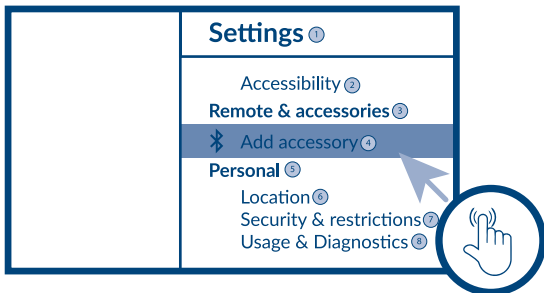 Settings 1
Accessibility 2
Remote & accessories 3
Add accessory 4
Personal 5
Location 6
Security & restrictions 7
Usage & Diagnostics 8